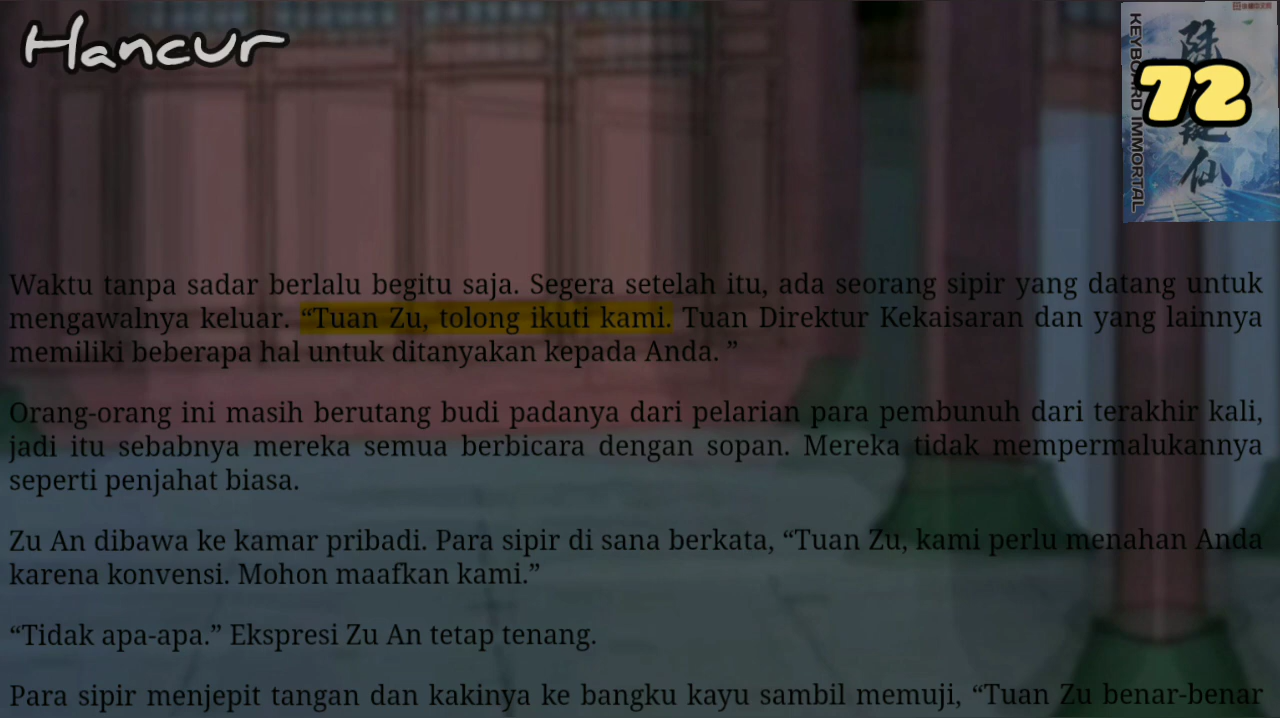 Hancur
72
KEYBOARD IMMORTAL
Waktu tanpa sadar berlalu begitu saja. Segera setelah itu, ada seorang sipir yang datang untuk
mengawalnya keluar. “Tuan Zu, tolong ikuti kami. Tuan Direktur Kekaisaran dan yang lainnya
memiliki beberapa hal untuk ditanyakan kepada Anda. ”
Orang-orang ini masih berutang budi padanya dari pelarian para pembunuh dari terakhir kali,
jadi itu sebabnya mereka semua berbicara dengan sopan. Mereka tidak mempermalukannya
seperti penjahat biasa.
Zu An dibawa ke kamar pribadi. Para sipir di sana berkata, “Tuan Zu, kami perlu menahan Anda
karena konvensi. Mohon maafkan kami.”
“Tidak apa-apa.” Ekspresi Zu An tetap tenang.
Para sipir menjepit tangan dan kakinya ke bangku kayu sambil memuji, “Tuan Zu benar-benar